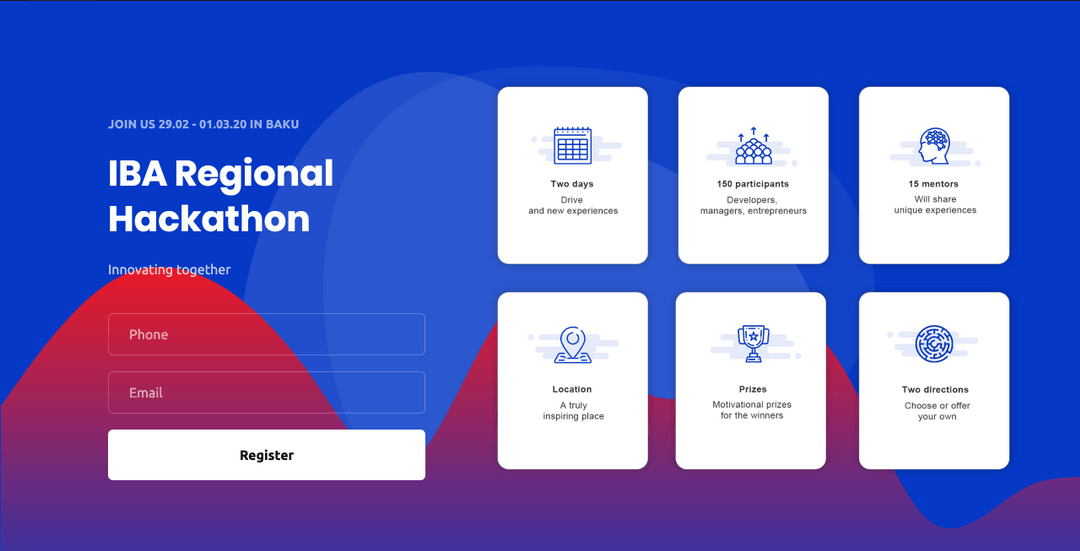 JOIN US 29.02 - 01.03.20 IN BAKU
IBA Regional
Hackathon
Innovating together
Phone
Email
Register
Two days
Drive
and new experiences
150 participants
Developers,
managers, entrepreneurs
15 mentors
Will share
unique experiences
Location
A truly
inspiring place
Prizes
Motivational prizes
for the winners
Two directions
Choose or offer
your own